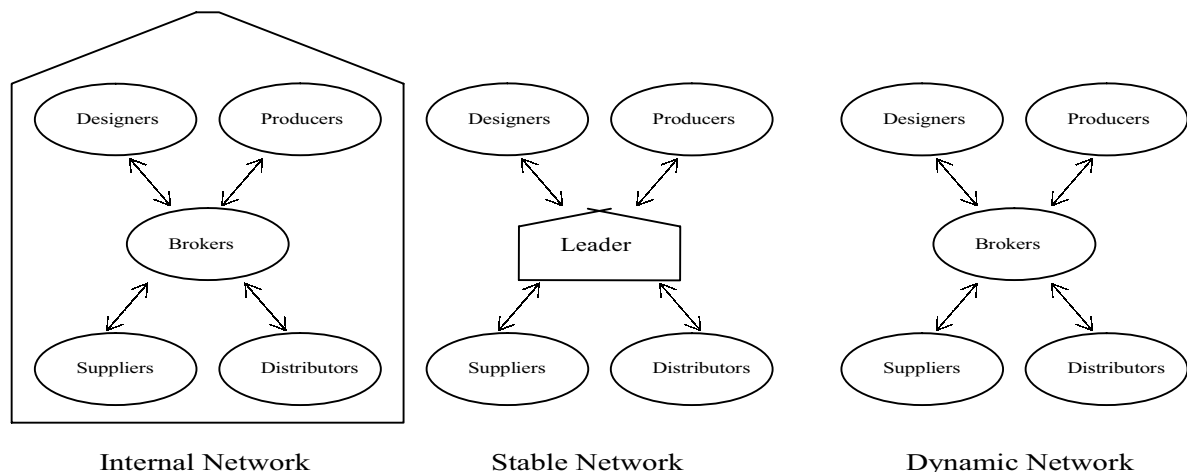 Designers
Producers
Brokers
Suppliers
Distributors
Internal Network
Designers
Producers
Leader
Suppliers
Distributors
Stable Network
Designers
Producers
Brokers
Suppliers
Distributors
Dynamic Network